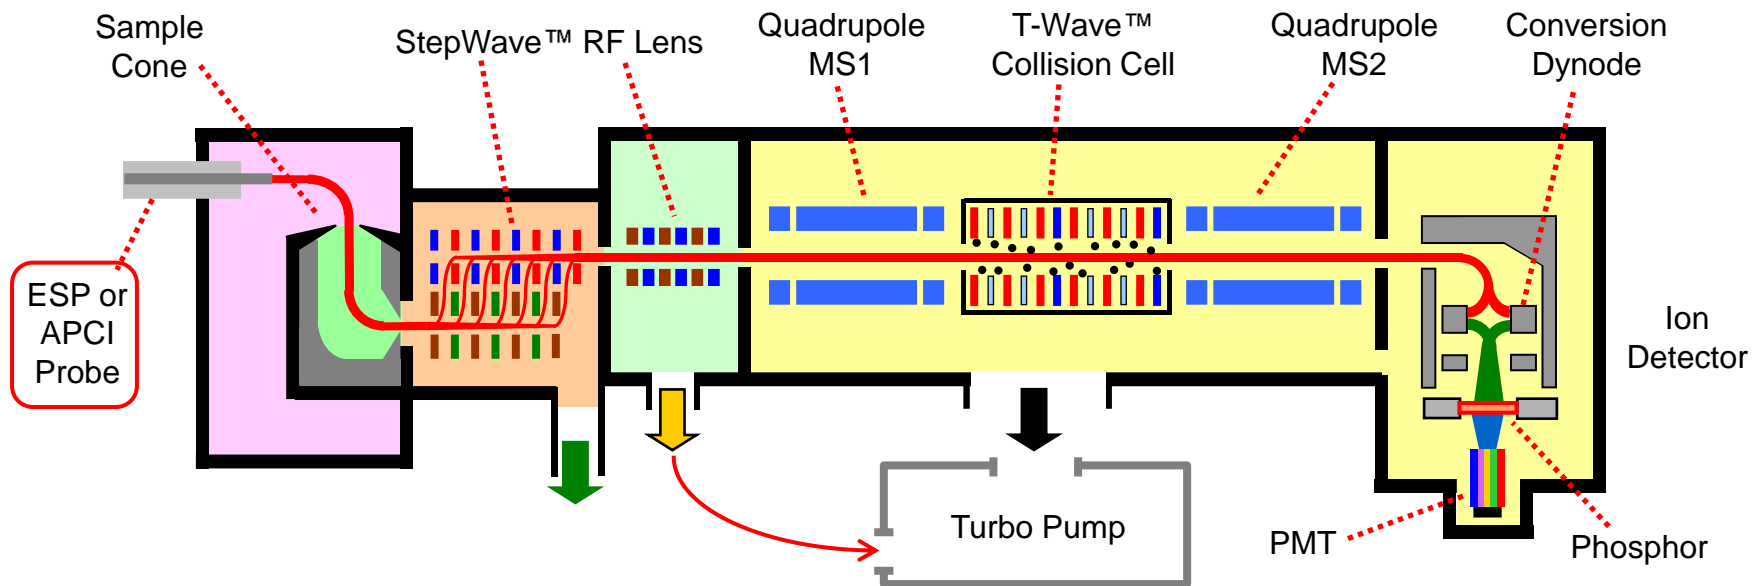 Sample
Cone
StepWave™ RF Lens
Quadrupole
MS1
T-Wave™
Collision Cell
Quadrupole
MS2
Conversion
Dynode
ESP or
APCI
Probe
Ion
Detector
Turbo Pump
PMT
Phosphor